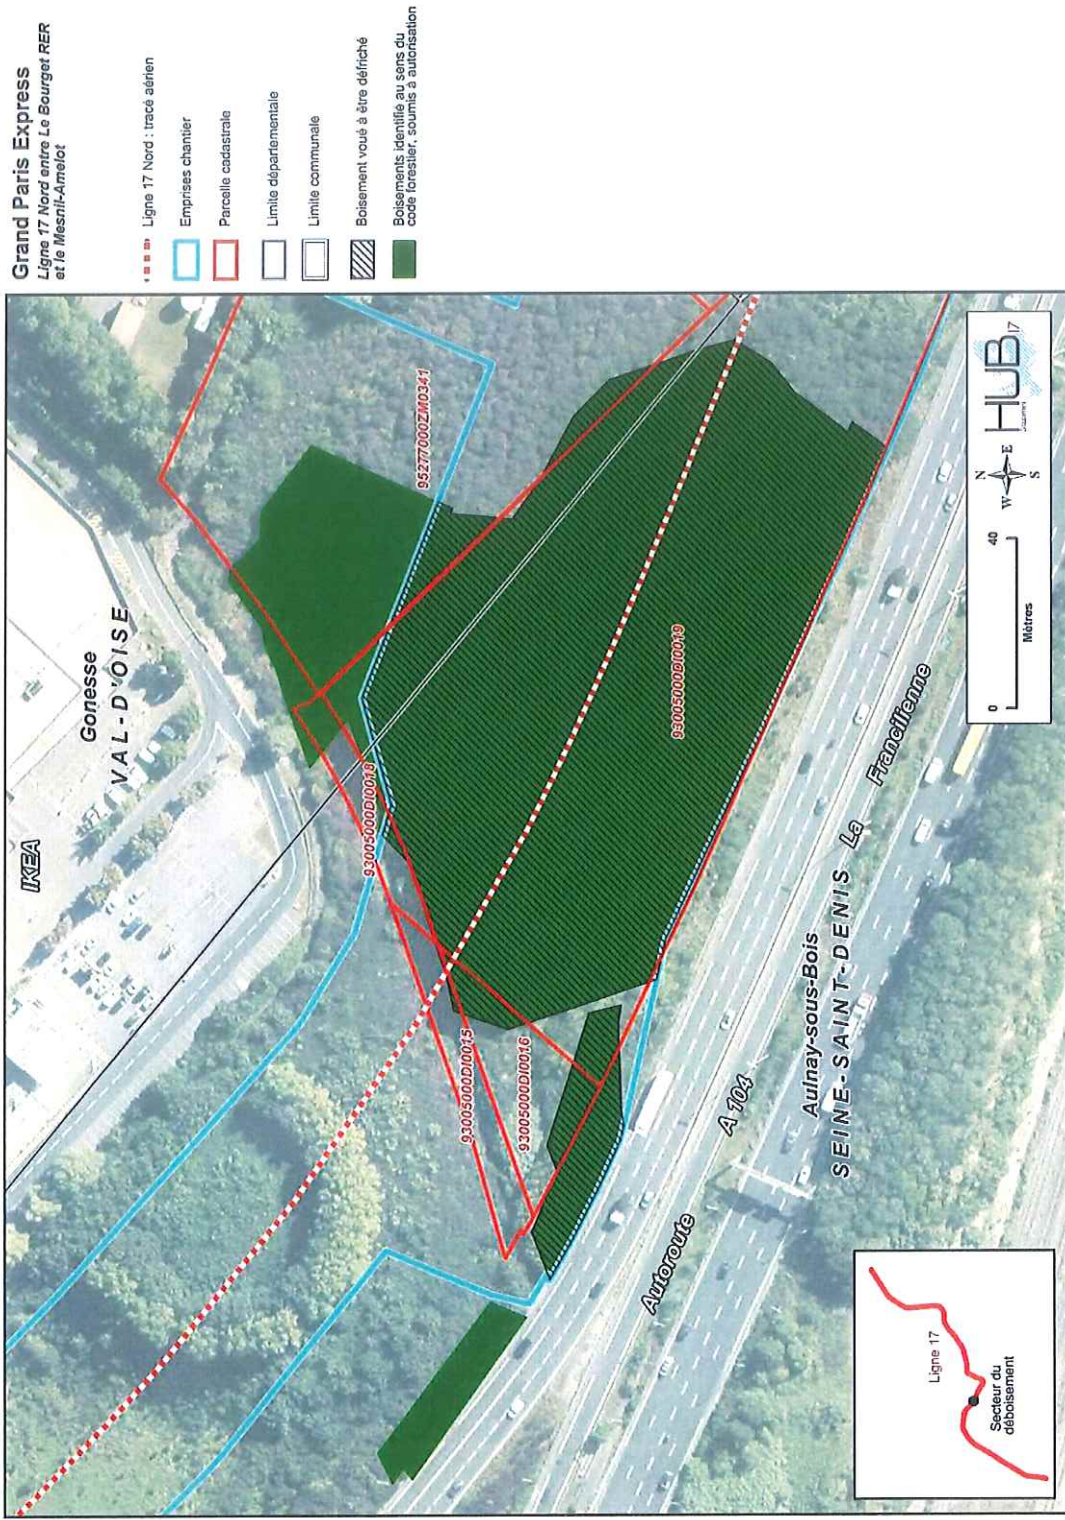 Grand Paris Express
Ligne 17 Nord entre Le Bourget RER
et le Mesnil-Amelot
Ligne 17 Nord : tracé aérien
Emprises chantier
Parcelle cadastrale
Limite départementale
Limite communale
Boisement voué à être défriché
Boisements identifié au sens du
code forestier, soumis à autorisation
IKEA
Gonesse
VAL-D'OISE
95277000ZM0341
93005000DI0018
93005000DI0019
93005000DI0015
93005000DI0016
Autoroute
A 104
La
Francilienne
Aulnay-sous-Bois
SEINE-SAINT-DENIS
Ligne 17
Secteur du
déboisement
0
40
Mètres
N
W
E
S
HUB
17